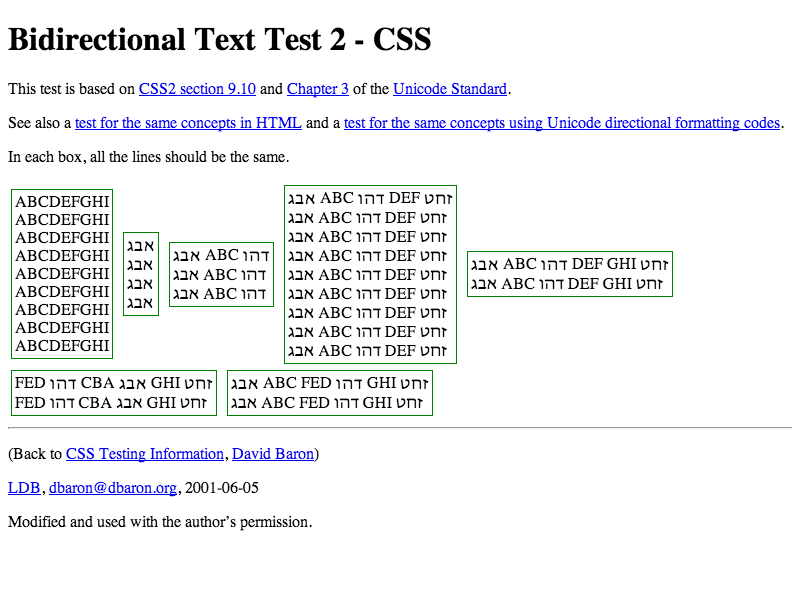 Bidirectional Text Test 2 - CSS
This test is based on CSS2 section 9.10 and Chapter 3 of the Unicode Standard.
See also a test for the same concepts in HTML and a test for the same concepts using Unicode directional formatting codes.
In each box, all the lines should be the same.
ABCDEFGHI
ABCDEFGHI
ABCDEFGHI
ABCDEFGHI
ABCDEFGHI
ABCDEFGHI
ABCDEFGHI
ABCDEFGHI
ABCDEFGHI
אבג
אבג
אבג
אבג
אבג ABC דהו
אבג ABC דהו
אבג ABC דהו
אבג ABC דהו DEF זחט
אבג ABC דהו DEF זחט
אבג ABC דהו DEF זחט
אבג ABC דהו DEF זחט
אבג ABC דהו DEF זחט
אבג ABC דהו DEF זחט
אבג ABC דהו DEF זחט
אבג ABC דהו DEF זחט
אבג ABC דהו DEF זחט
אבג ABC דהו DEF GHI זחט
אבג ABC דהו DEF GHI זחט
FED דהו CBA אבג GHI זחט
FED דהו CBA אבג GHI זחט
אבג ABC FED דהו GHI זחט
אבג ABC FED דהו GHI זחט
(Back to CSS Testing Information, David Baron)
LDB, dbaron@dbaron.org, 2001-06-05
Modified and used with the author’s permission.